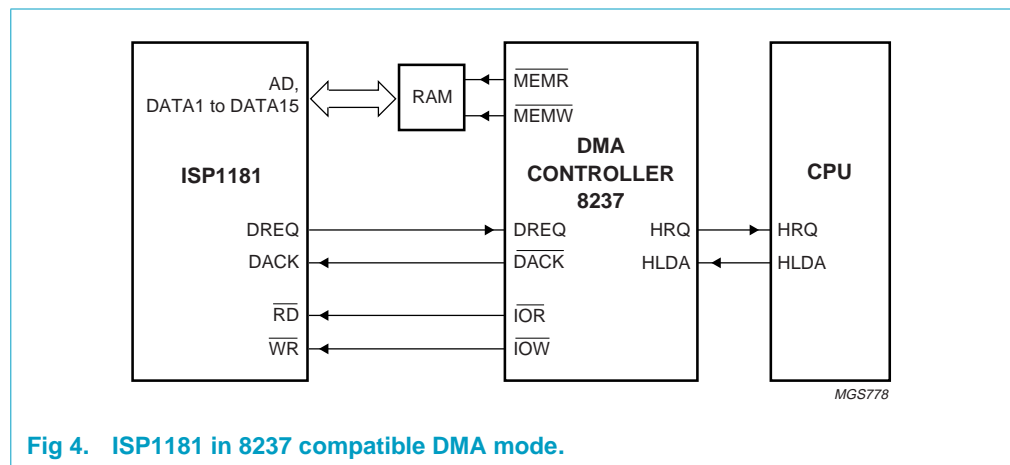 AD,
DATA1 to DATA15
RAM
MEMR
MEMW
DMA
CONTROLLER
8237
CPU
ISP1181
DREQ
DREQ
HRQ
HRQ
DACK
DACK
HLDA
HLDA
RD
IOR
WR
IOW
MGS778
Fig 4. ISP1181 in 8237 compatible DMA mode.